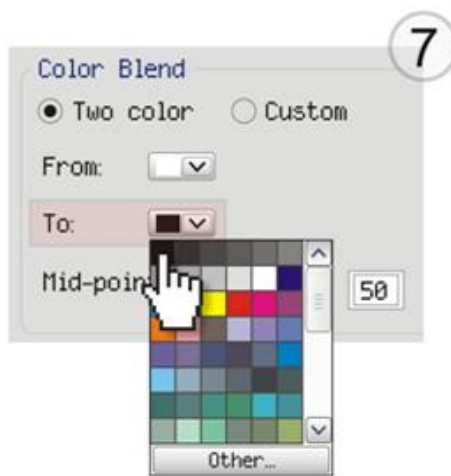 7
Color Blend
Two color Custom
From:
To:
Mid-poin 50
Other...